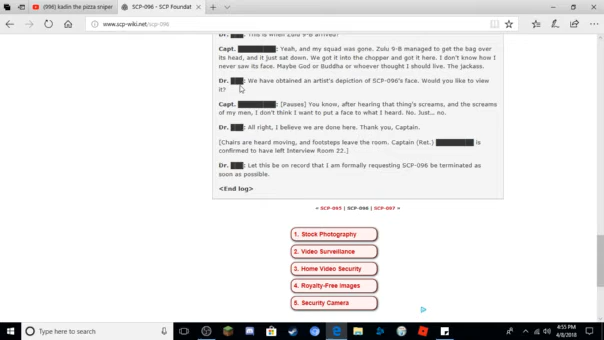 (996) kadin the pizza sniper
SCP-096 - SCP Foundat
www.scp-wiki.net/scp-096
Dr. ███: This is when Zulu 9-B arrived?
Capt. ████████: Yeah, and my squad was gone. Zulu 9-B managed to get the bag over
its head, and it just sat down. We got it into the chopper and got it here. I don't know how I
never saw its face. Maybe God or Buddha or whoever thought I should live. The jackass.
Dr. ███: We have obtained an artist's depiction of SCP-096's face. Would you like to view
it?
Capt. ████████: [Pauses] You know, after hearing that thing's screams, and the screams
of my men, I don't think I want to put a face to what I heard. No. Just... no.
Dr. ███: All right, I believe we are done here. Thank you, Captain.
[Chairs are heard moving, and footsteps leave the room. Captain (Ret.) ████████ is
confirmed to have left Interview Room 22.]
Dr. ███: Let this be on record that I am formally requesting SCP-096 be terminated as
soon as possible.
<End log>
« SCP-095 | SCP-096 | SCP-097 »
1. Stock Photography
2. Video Surveillance
3. Home Video Security
4. Royalty-Free Images
5. Security Camera
Type here to search
4:55 PM
4/8/2018